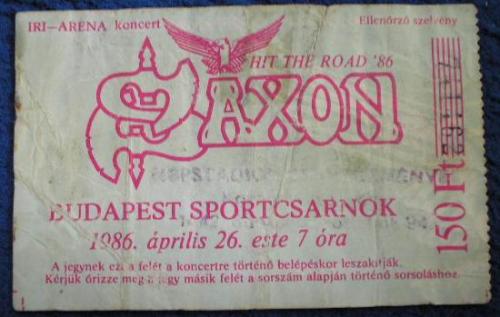 IRI-ARENA koncert
Ellenőrző szelvény
HIT THE ROAD '86
SAXON
150 Ft
BUDAPEST SPORTCSARNOK
1986. április 26. este 7 óra
A jegynek ezt a felét a koncertre történő belépéskor leszakítják.
Kérjük őrizze meg a jegy másik felét a sorszám alapján történő sorsoláshoz.